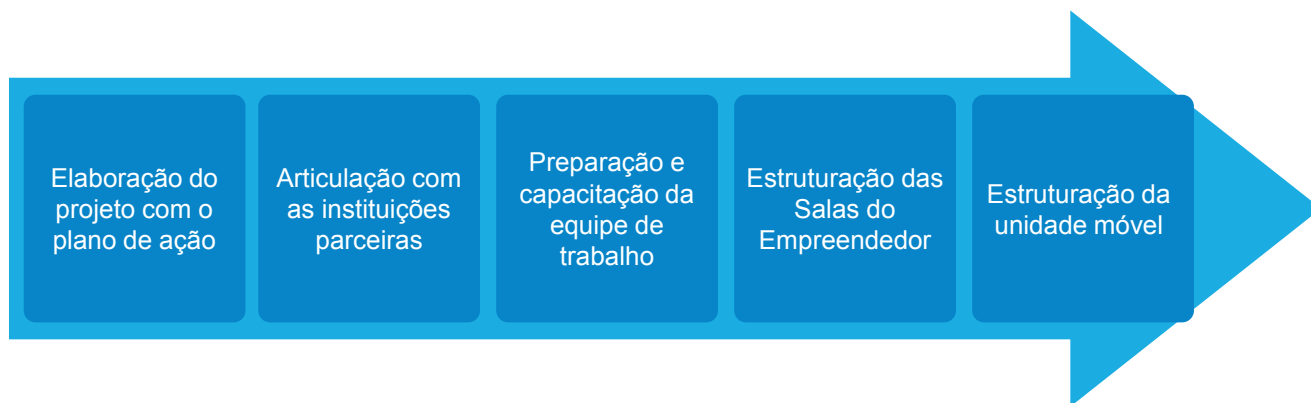 Elaboração do
projeto com o
plano de ação
Articulação com
as instituições
parceiras
Preparação e
capacitação da
equipe de
trabalho
Estruturação das
Salas do
Empreendedor
Estruturação da
unidade móvel